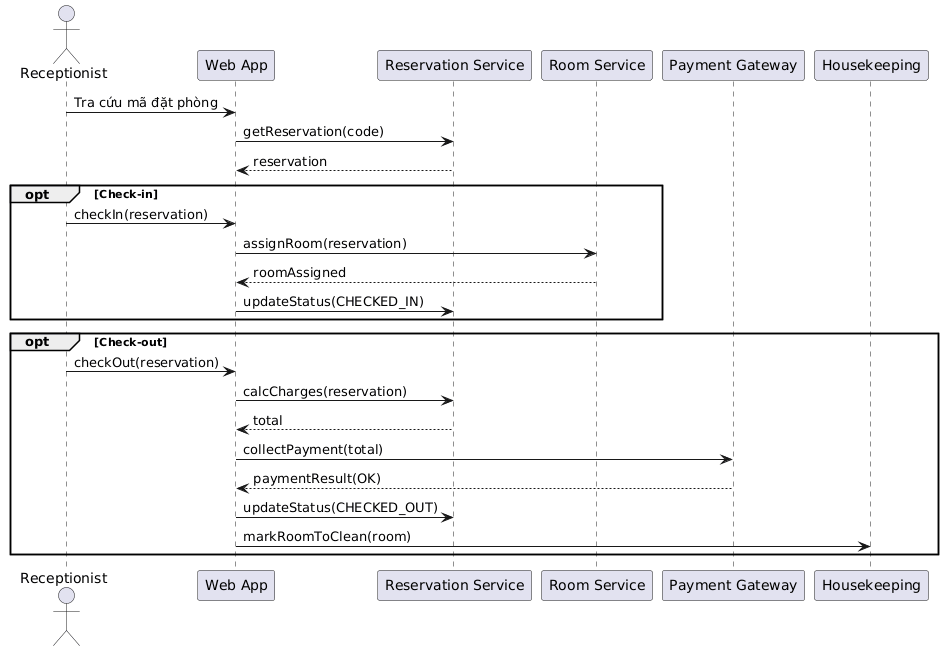 Receptionist
Web App
Reservation Service
Room Service
Payment Gateway
Housekeeping
Tra cứu mã đặt phòng
getReservation(code)
reservation
opt
[Check-in]
checkIn(reservation)
assignRoom(reservation)
roomAssigned
updateStatus(CHECKED_IN)
opt
[Check-out]
checkOut(reservation)
calcCharges(reservation)
total
collectPayment(total)
paymentResult(OK)
updateStatus(CHECKED_OUT)
markRoomToClean(room)
Receptionist
Web App
Reservation Service
Room Service
Payment Gateway
Housekeeping